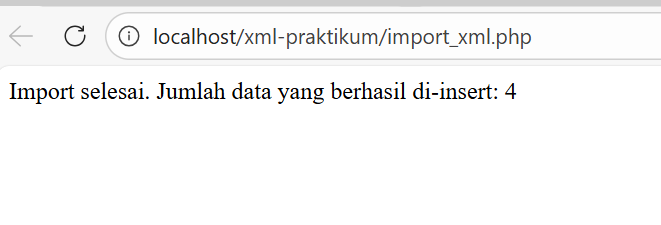 localhost/xml-praktikum/import_xml.php
Import selesai. Jumlah data yang berhasil di-insert: 4